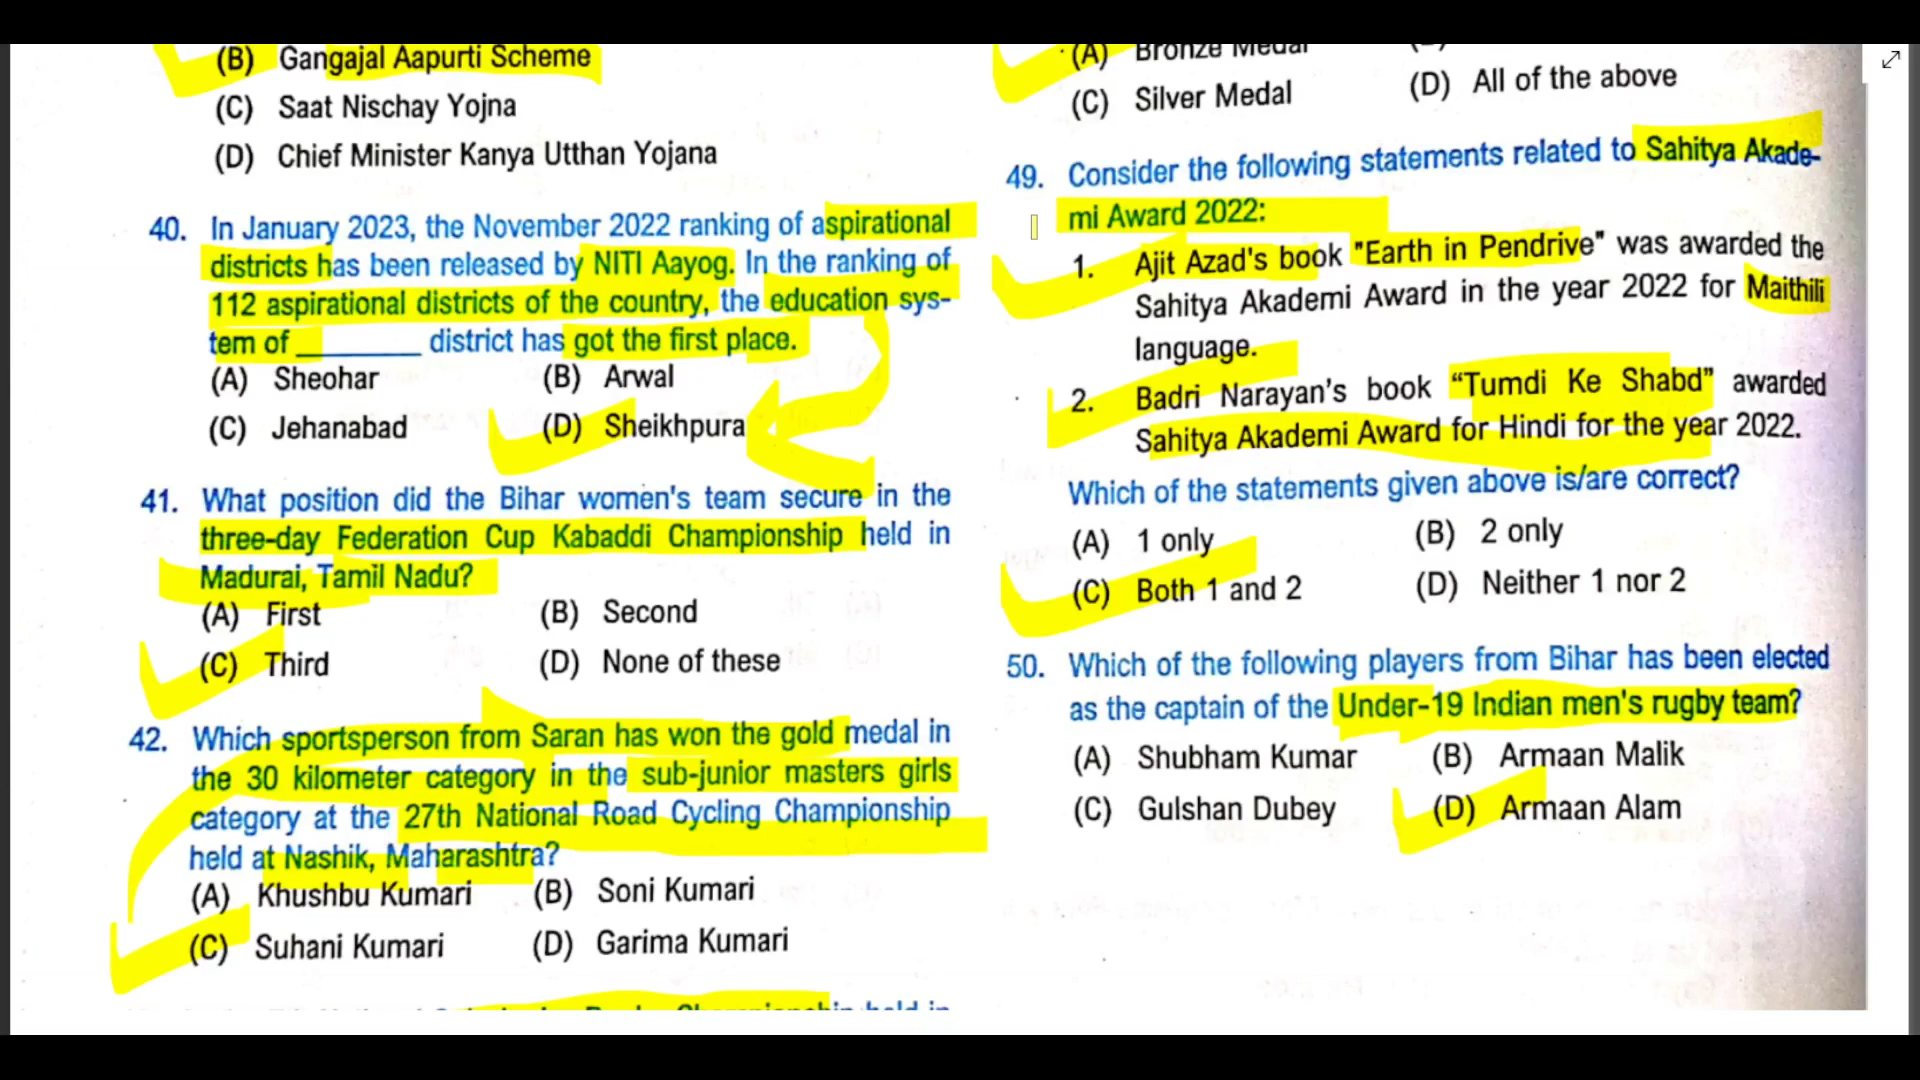 (B) Gangajal Aapurti Scheme
(C) Saat Nischay Yojna
(D) Chief Minister Kanya Utthan Yojana
40. In January 2023, the November 2022 ranking of aspirational
districts has been released by NITI Aayog. In the ranking of
112 aspirational districts of the country, the education sys-
tem of ________ district has got the first place.
(A) Sheohar (B) Arwal
(C) Jehanabad (D) Sheikhpura
41. What position did the Bihar women's team secure in the
three-day Federation Cup Kabaddi Championship held in
Madurai, Tamil Nadu?
(A) First (B) Second
(C) Third (D) None of these
42. Which sportsperson from Saran has won the gold medal in
the 30 kilometer category in the sub-junior masters girls
category at the 27th National Road Cycling Championship
held at Nashik, Maharashtra?
(A) Khushbu Kumari (B) Soni Kumari
(C) Suhani Kumari (D) Garima Kumari
(A) Bronze Medal
(C) Silver Medal (D) All of the above
49. Consider the following statements related to Sahitya Akade-
mi Award 2022:
1. Ajit Azad's book "Earth in Pendrive" was awarded the
Sahitya Akademi Award in the year 2022 for Maithili
language.
2. Badri Narayan's book “Tumdi Ke Shabd” awarded
Sahitya Akademi Award for Hindi for the year 2022.
Which of the statements given above is/are correct?
(A) 1 only (B) 2 only
(C) Both 1 and 2 (D) Neither 1 nor 2
50. Which of the following players from Bihar has been elected
as the captain of the Under-19 Indian men's rugby team?
(A) Shubham Kumar (B) Armaan Malik
(C) Gulshan Dubey (D) Armaan Alam